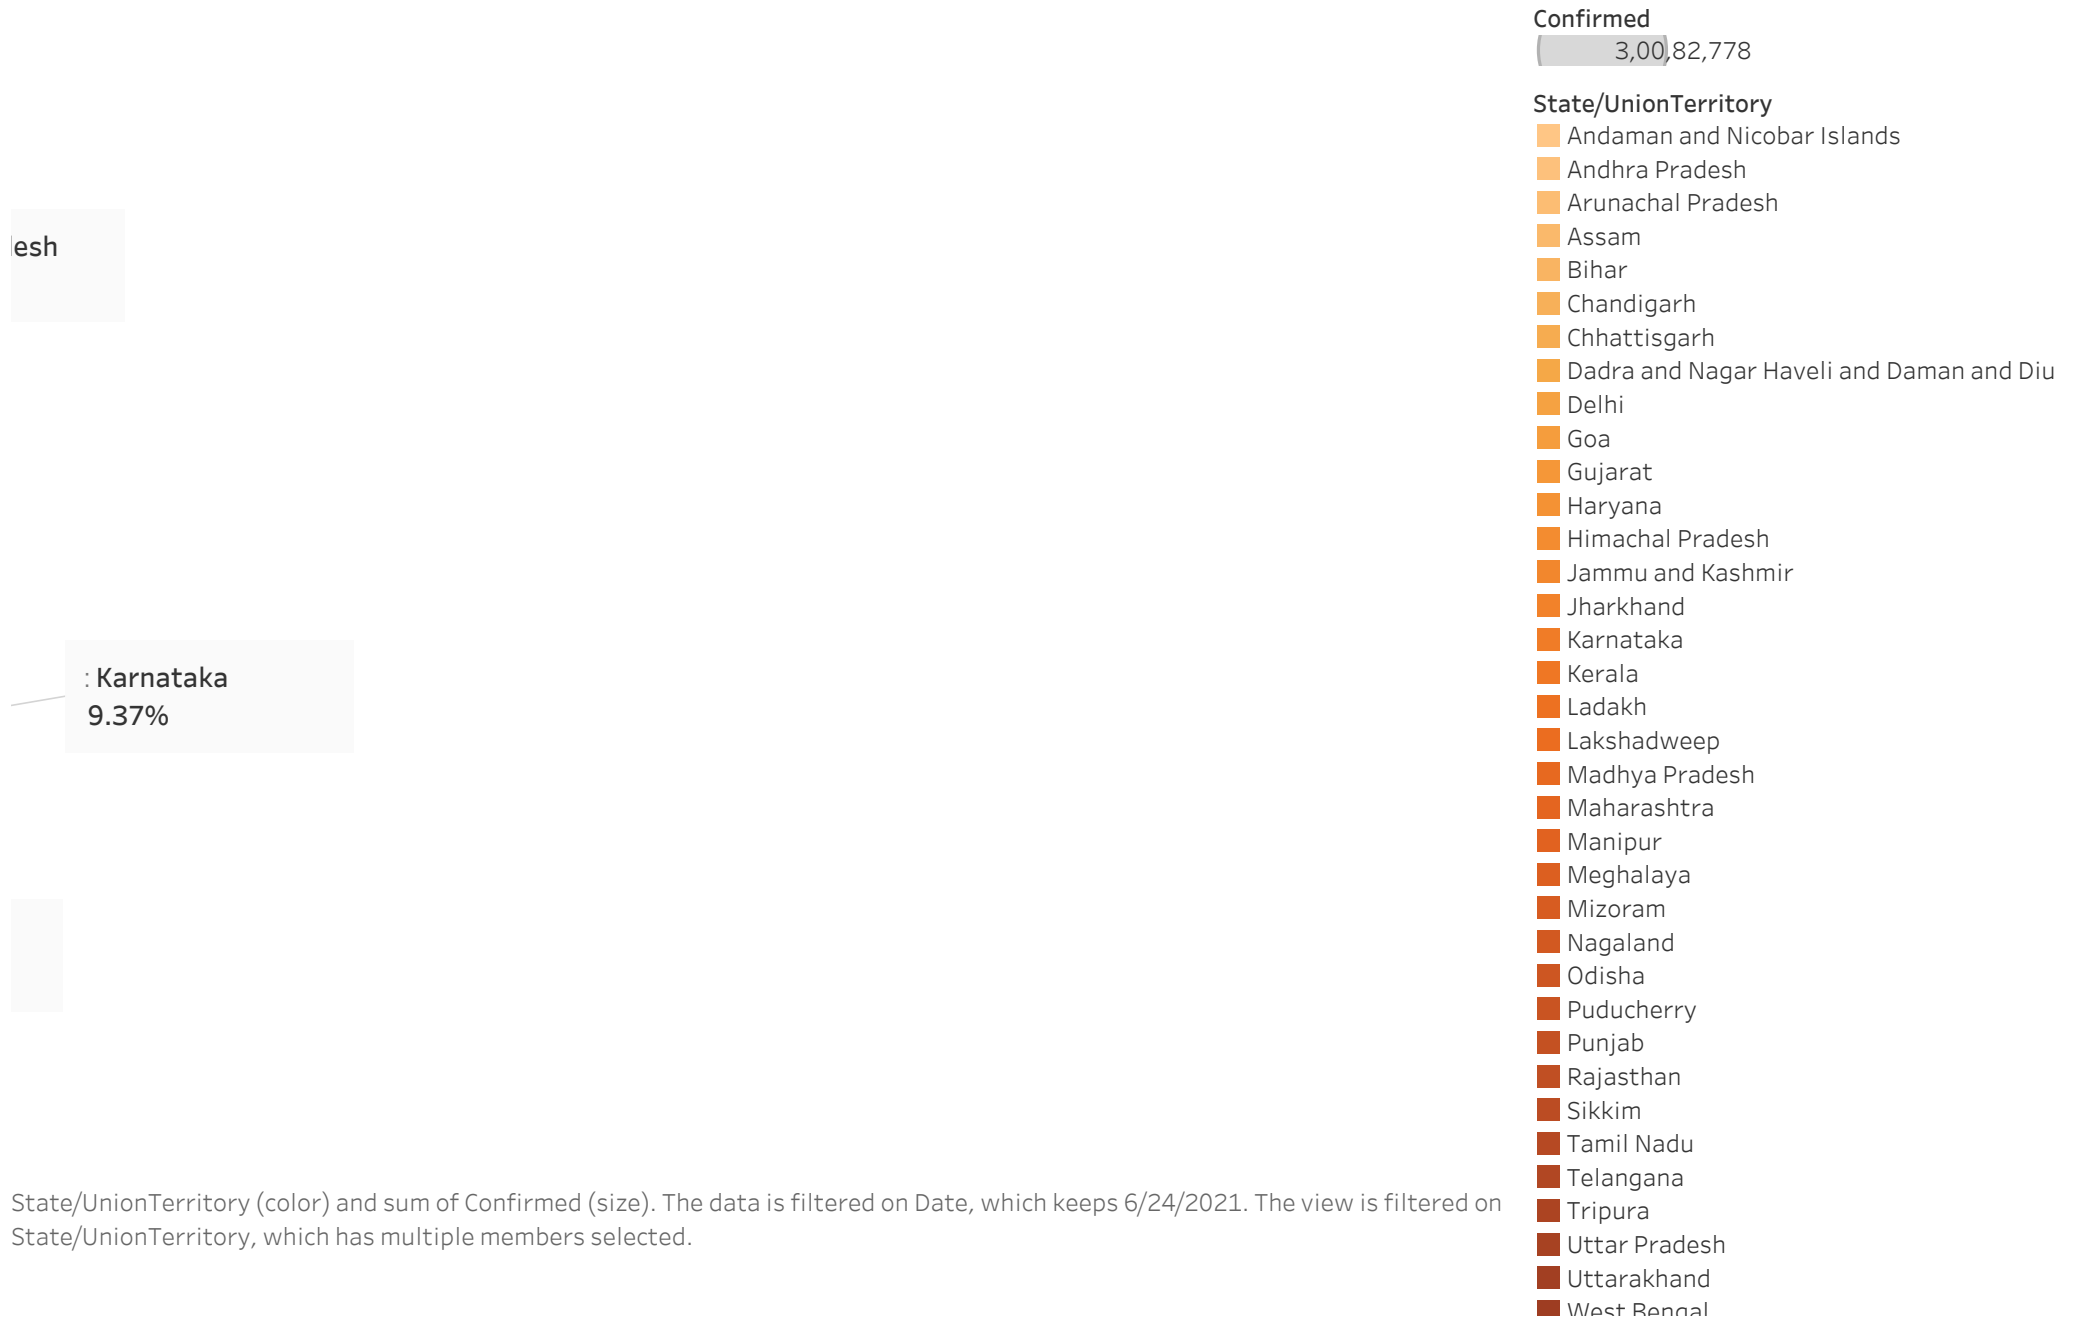 esh
: Karnataka
9.37%
State/UnionTerritory (color) and sum of Confirmed (size). The data is filtered on Date, which keeps 6/24/2021. The view is filtered on
State/UnionTerritory, which has multiple members selected.
Confirmed
3,00,82,778
State/UnionTerritory
Andaman and Nicobar Islands
Andhra Pradesh
Arunachal Pradesh
Assam
Bihar
Chandigarh
Chhattisgarh
Dadra and Nagar Haveli and Daman and Diu
Delhi
Goa
Gujarat
Haryana
Himachal Pradesh
Jammu and Kashmir
Jharkhand
Karnataka
Kerala
Ladakh
Lakshadweep
Madhya Pradesh
Maharashtra
Manipur
Meghalaya
Mizoram
Nagaland
Odisha
Puducherry
Punjab
Rajasthan
Sikkim
Tamil Nadu
Telangana
Tripura
Uttar Pradesh
Uttarakhand
West Bengal